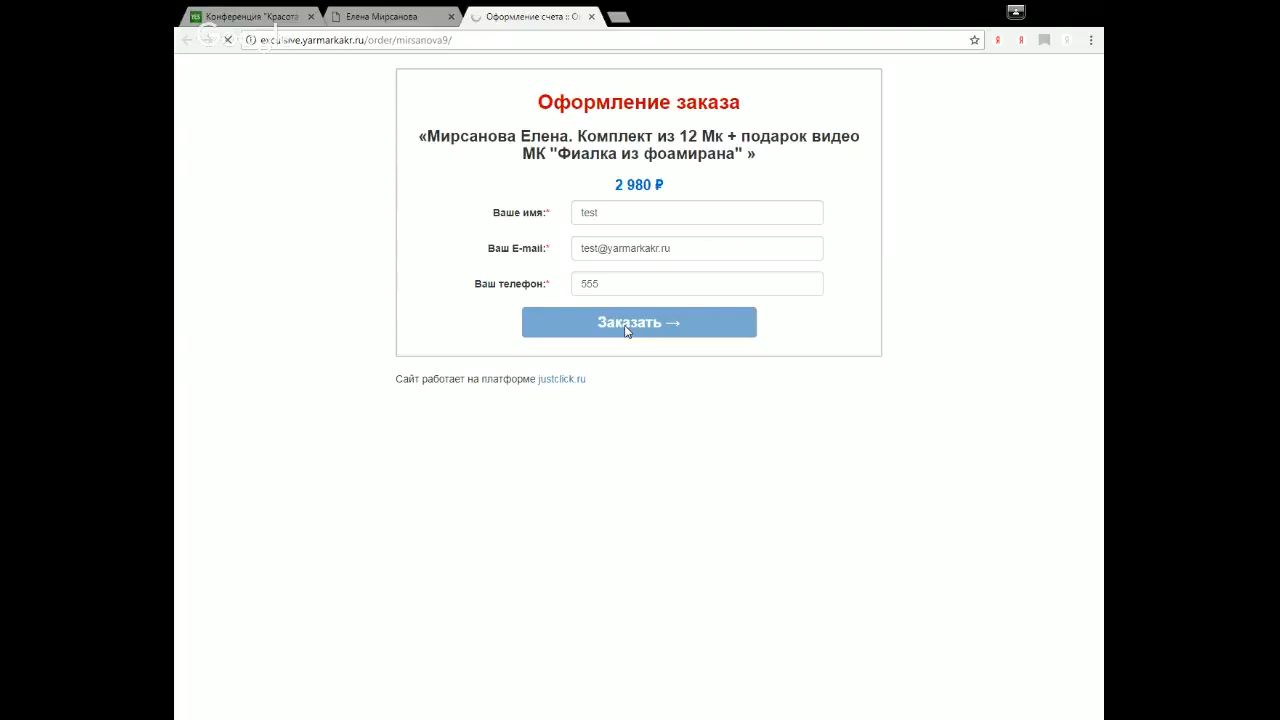 Конференция "Красота
Елена Мирсанова
Оформление счета :: О
exculsive.yarmarkakr.ru/order/mirsanova9/
Оформление заказа
«Мирсанова Елена. Комплект из 12 Мк + подарок видео
МК "Фиалка из фоамирана" »
2 980 ₽
Ваше имя:*
test
Ваш E-mail:*
test@yarmarkakr.ru
Ваш телефон:*
555
Заказать →
Сайт работает на платформе justclick.ru